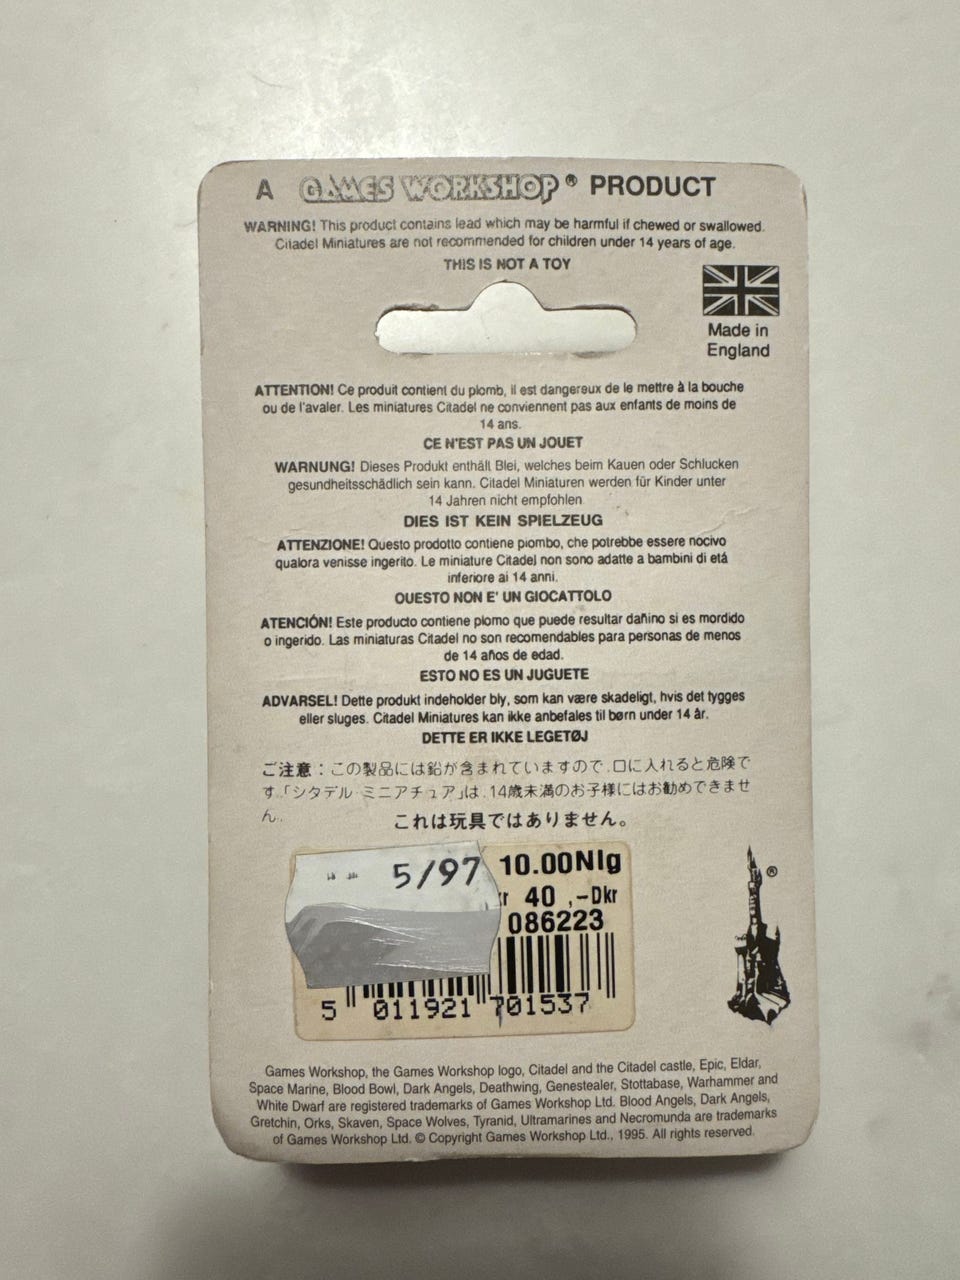 A GAMES WORKSHOP® PRODUCT
WARNING! This product contains lead which may be harmful if chewed or swallowed.
Citadel Miniatures are not recommended for children under 14 years of age.
THIS IS NOT A TOY
Made in
England
ATTENTION! Ce produit contient du plomb, il est dangereux de le mettre à la bouche
ou de l'avaler. Les miniatures Citadel ne conviennent pas aux enfants de moins de
14 ans.
CE N'EST PAS UN JOUET
WARNUNG! Dieses Produkt enthält Blei, welches beim Kauen oder Schlucken
gesundheitsschädlich sein kann. Citadel Miniaturen werden für Kinder unter
14 Jahren nicht empfohlen
DIES IST KEIN SPIELZEUG
ATTENZIONE! Questo prodotto contiene piombo, che potrebbe essere nocivo
qualora venisse ingerito. Le miniature Citadel non sono adatte a bambini di etá
inferiore ai 14 anni.
QUESTO NON E' UN GIOCATTOLO
ATENCIÓN! Este producto contiene plomo que puede resultar dañino si es mordido
o ingerido. Las miniaturas Citadel no son recomendables para personas de menos
de 14 años de edad.
ESTO NO ES UN JUGUETE
ADVARSEL! Dette produkt indeholder bly, som kan være skadeligt, hvis det tygges
eller sluges. Citadel Miniatures kan ikke anbefales til børn under 14 år.
DETTE ER IKKE LEGETØJ
ご注意：この製品には鉛が含まれていますので、口に入れると危険で
す。「シタデル ミニアチュア」は、14歳未満のお子様にはお勧めできませ
ん。
これは玩具ではありません。
5/97 10.00Nlg
40 ,-Dkr
086223
5 011921 701537
®
Games Workshop, the Games Workshop logo, Citadel and the Citadel castle, Epic, Eldar,
Space Marine, Blood Bowl, Dark Angels, Deathwing, Genestealer, Slottabase, Warhammer and
White Dwarf are registered trademarks of Games Workshop Ltd. Blood Angels, Dark Angels,
Gretchin, Orks, Skaven, Space Wolves, Tyranid, Ultramarines and Necromunda are trademarks
of Games Workshop Ltd. © Copyright Games Workshop Ltd., 1995. All rights reserved.